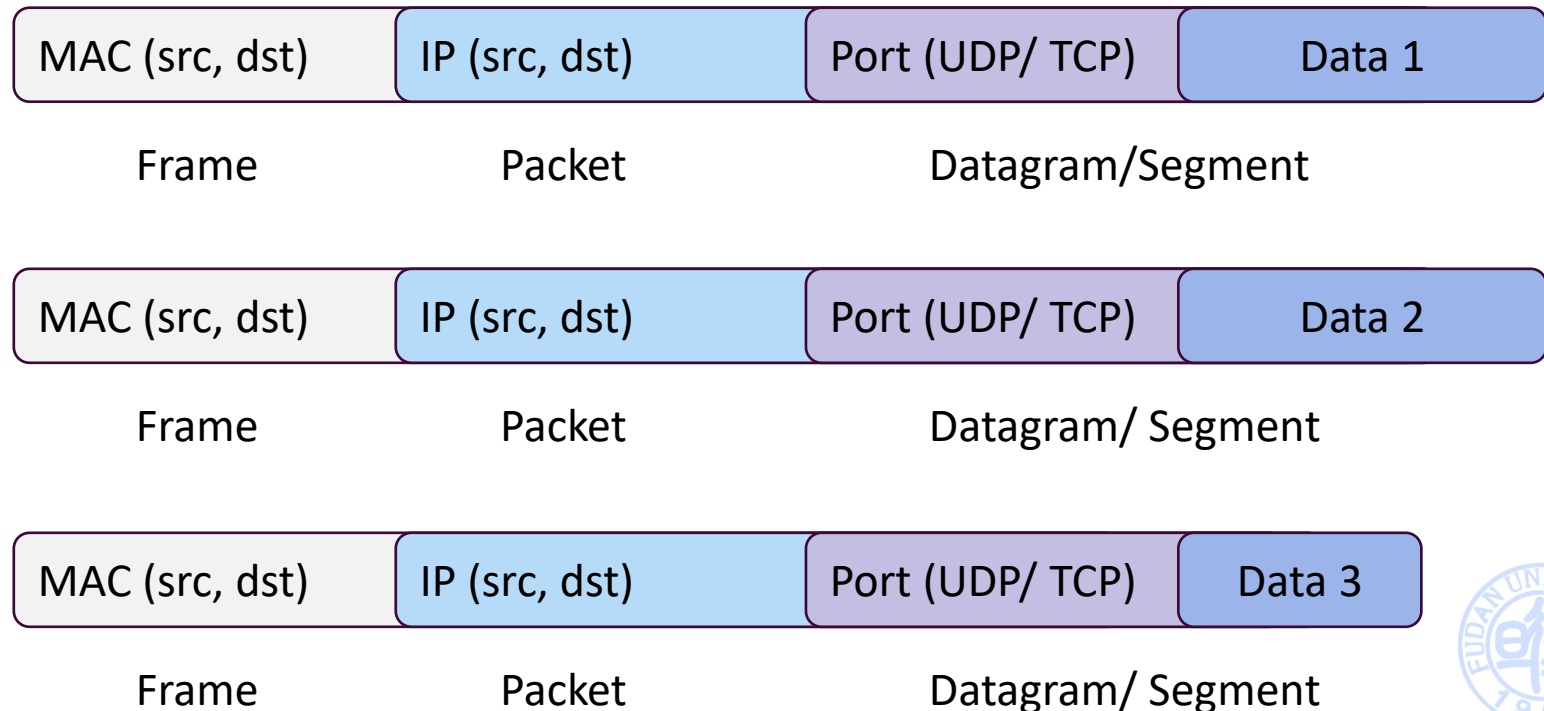 MAC (src, dst) IP (src, dst) Port (UDP/ TCP) Data 1
Frame Packet Datagram/Segment
MAC (src, dst) IP (src, dst) Port (UDP/ TCP) Data 2
Frame Packet Datagram/ Segment
MAC (src, dst) IP (src, dst) Port (UDP/ TCP) Data 3
Frame Packet Datagram/ Segment
FUDAN